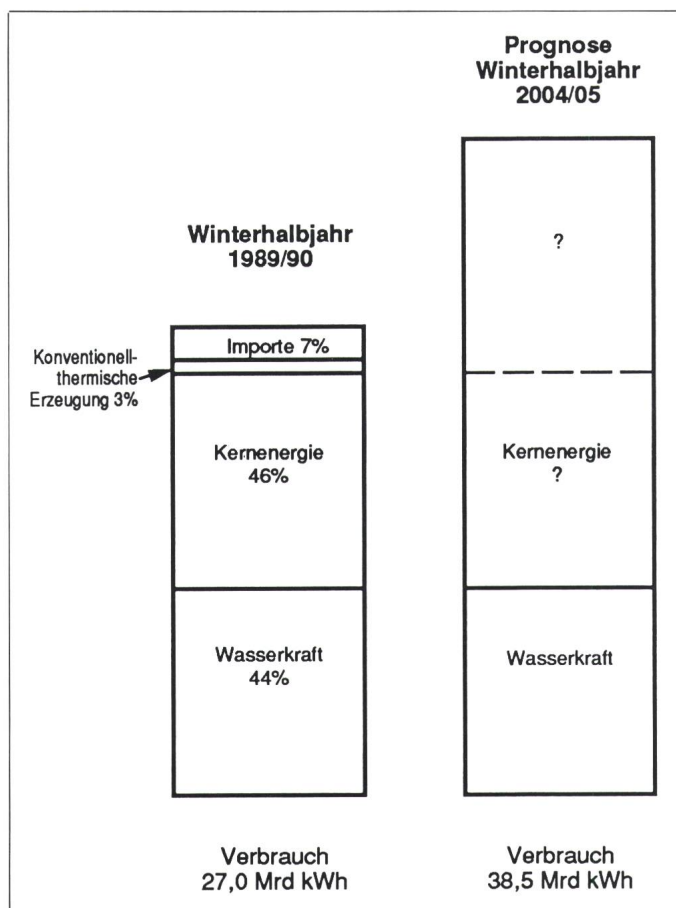 Prognose
Winterhalbjahr
2004/05
Winterhalbjahr
1989/90
?
Importe 7%
Konventionell-
thermische
Erzeugung 3%
Kernenergie
46%
Kernenergie
?
Wasserkraft
44%
Wasserkraft
Verbrauch
27,0 Mrd kWh
Verbrauch
38,5 Mrd kWh